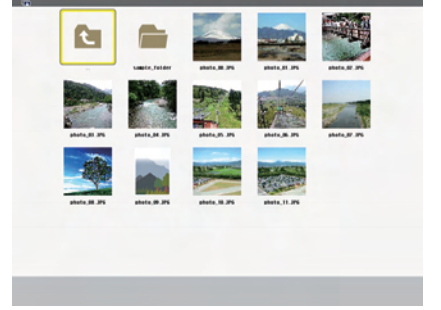 ..
sample_folder
photo_00.JPG
photo_01.JPG
photo_02.JPG
photo_03.JPG
photo_04.JPG
photo_05.JPG
photo_06.JPG
photo_07.JPG
photo_08.JPG
photo_09.JPG
photo_10.JPG
photo_11.JPG